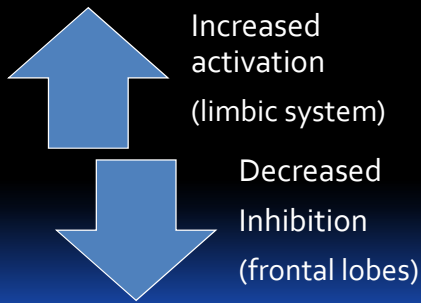 Increased
activation
(limbic system)
Decreased
Inhibition
(frontal lobes)